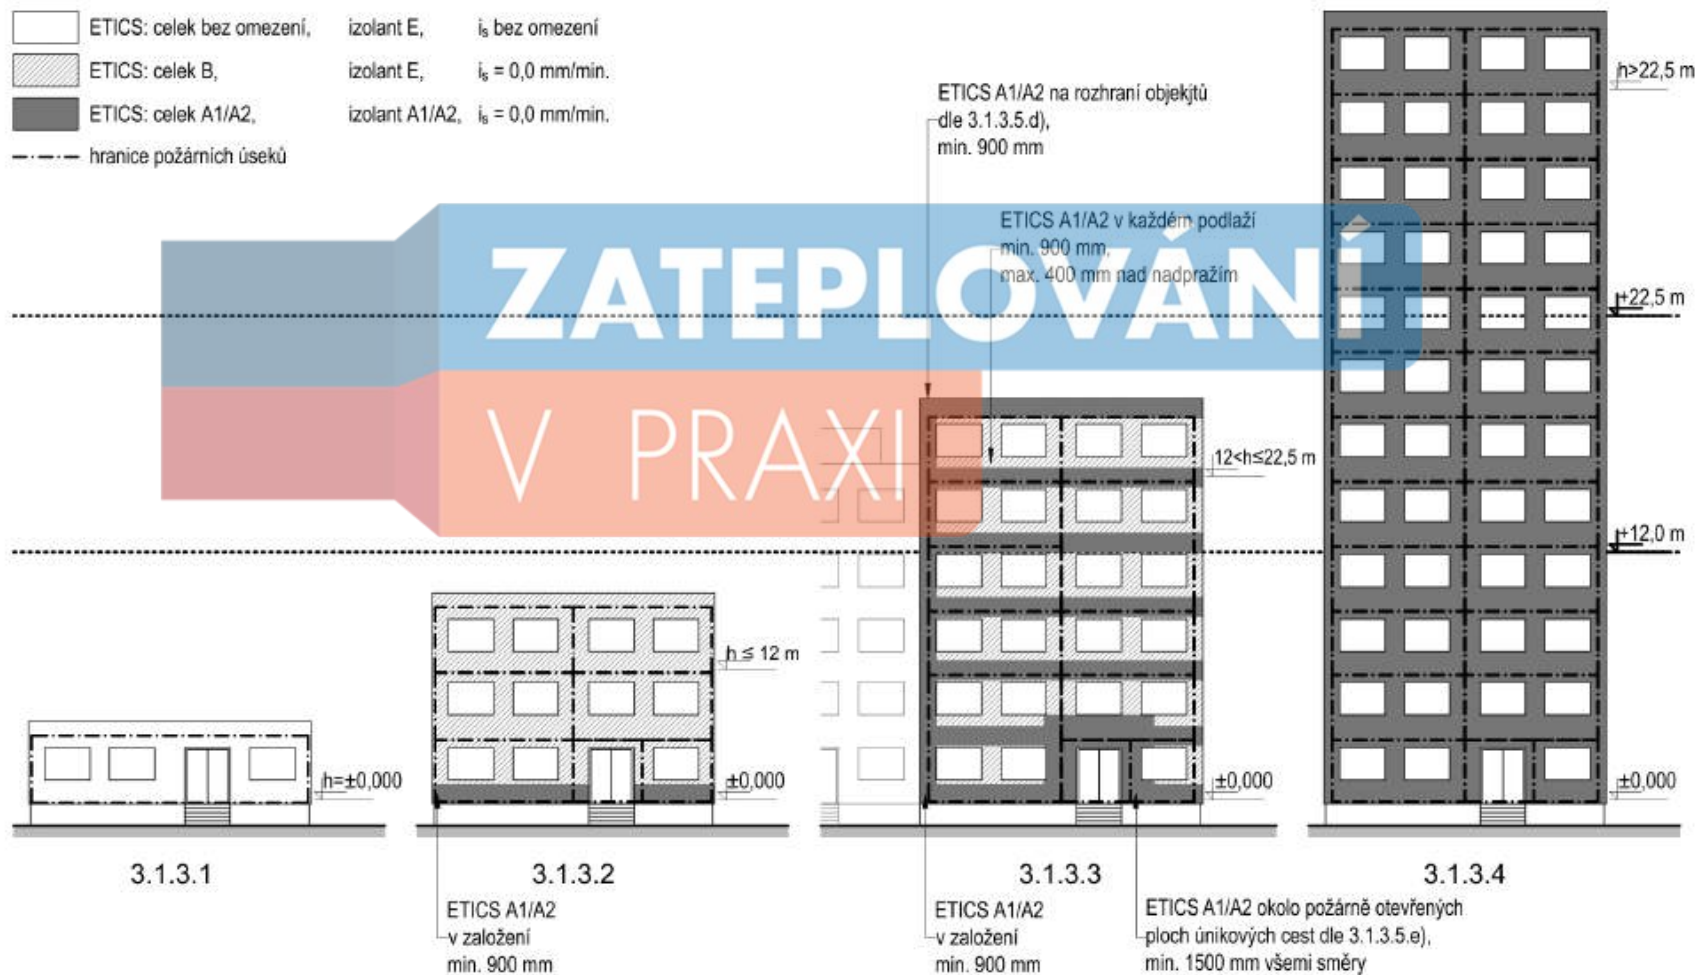 ETICS: celek bez omezení, izolant E, iₛ bez omezení
ETICS: celek B, izolant E, iₛ = 0,0 mm/min.
ETICS: celek A1/A2, izolant A1/A2, iₛ = 0,0 mm/min.
hranice požárních úseků
ETICS A1/A2 na rozhraní objekjtů
dle 3.1.3.5.d),
min. 900 mm
ETICS A1/A2 v každém podlaží
min. 900 mm,
max. 400 mm nad nadpražím
ZATEPLOVÁNÍ
V PRAXI
h>22,5 m
+22,5 m
12<h≤22,5 m
+12,0 m
h ≤ 12 m
h=±0,000
±0,000
±0,000
±0,000
3.1.3.1
3.1.3.2
3.1.3.3
3.1.3.4
ETICS A1/A2
v založení
min. 900 mm
ETICS A1/A2
v založení
min. 900 mm
ETICS A1/A2 okolo požárně otevřených
ploch únikových cest dle 3.1.3.5.e),
min. 1500 mm všemi směry